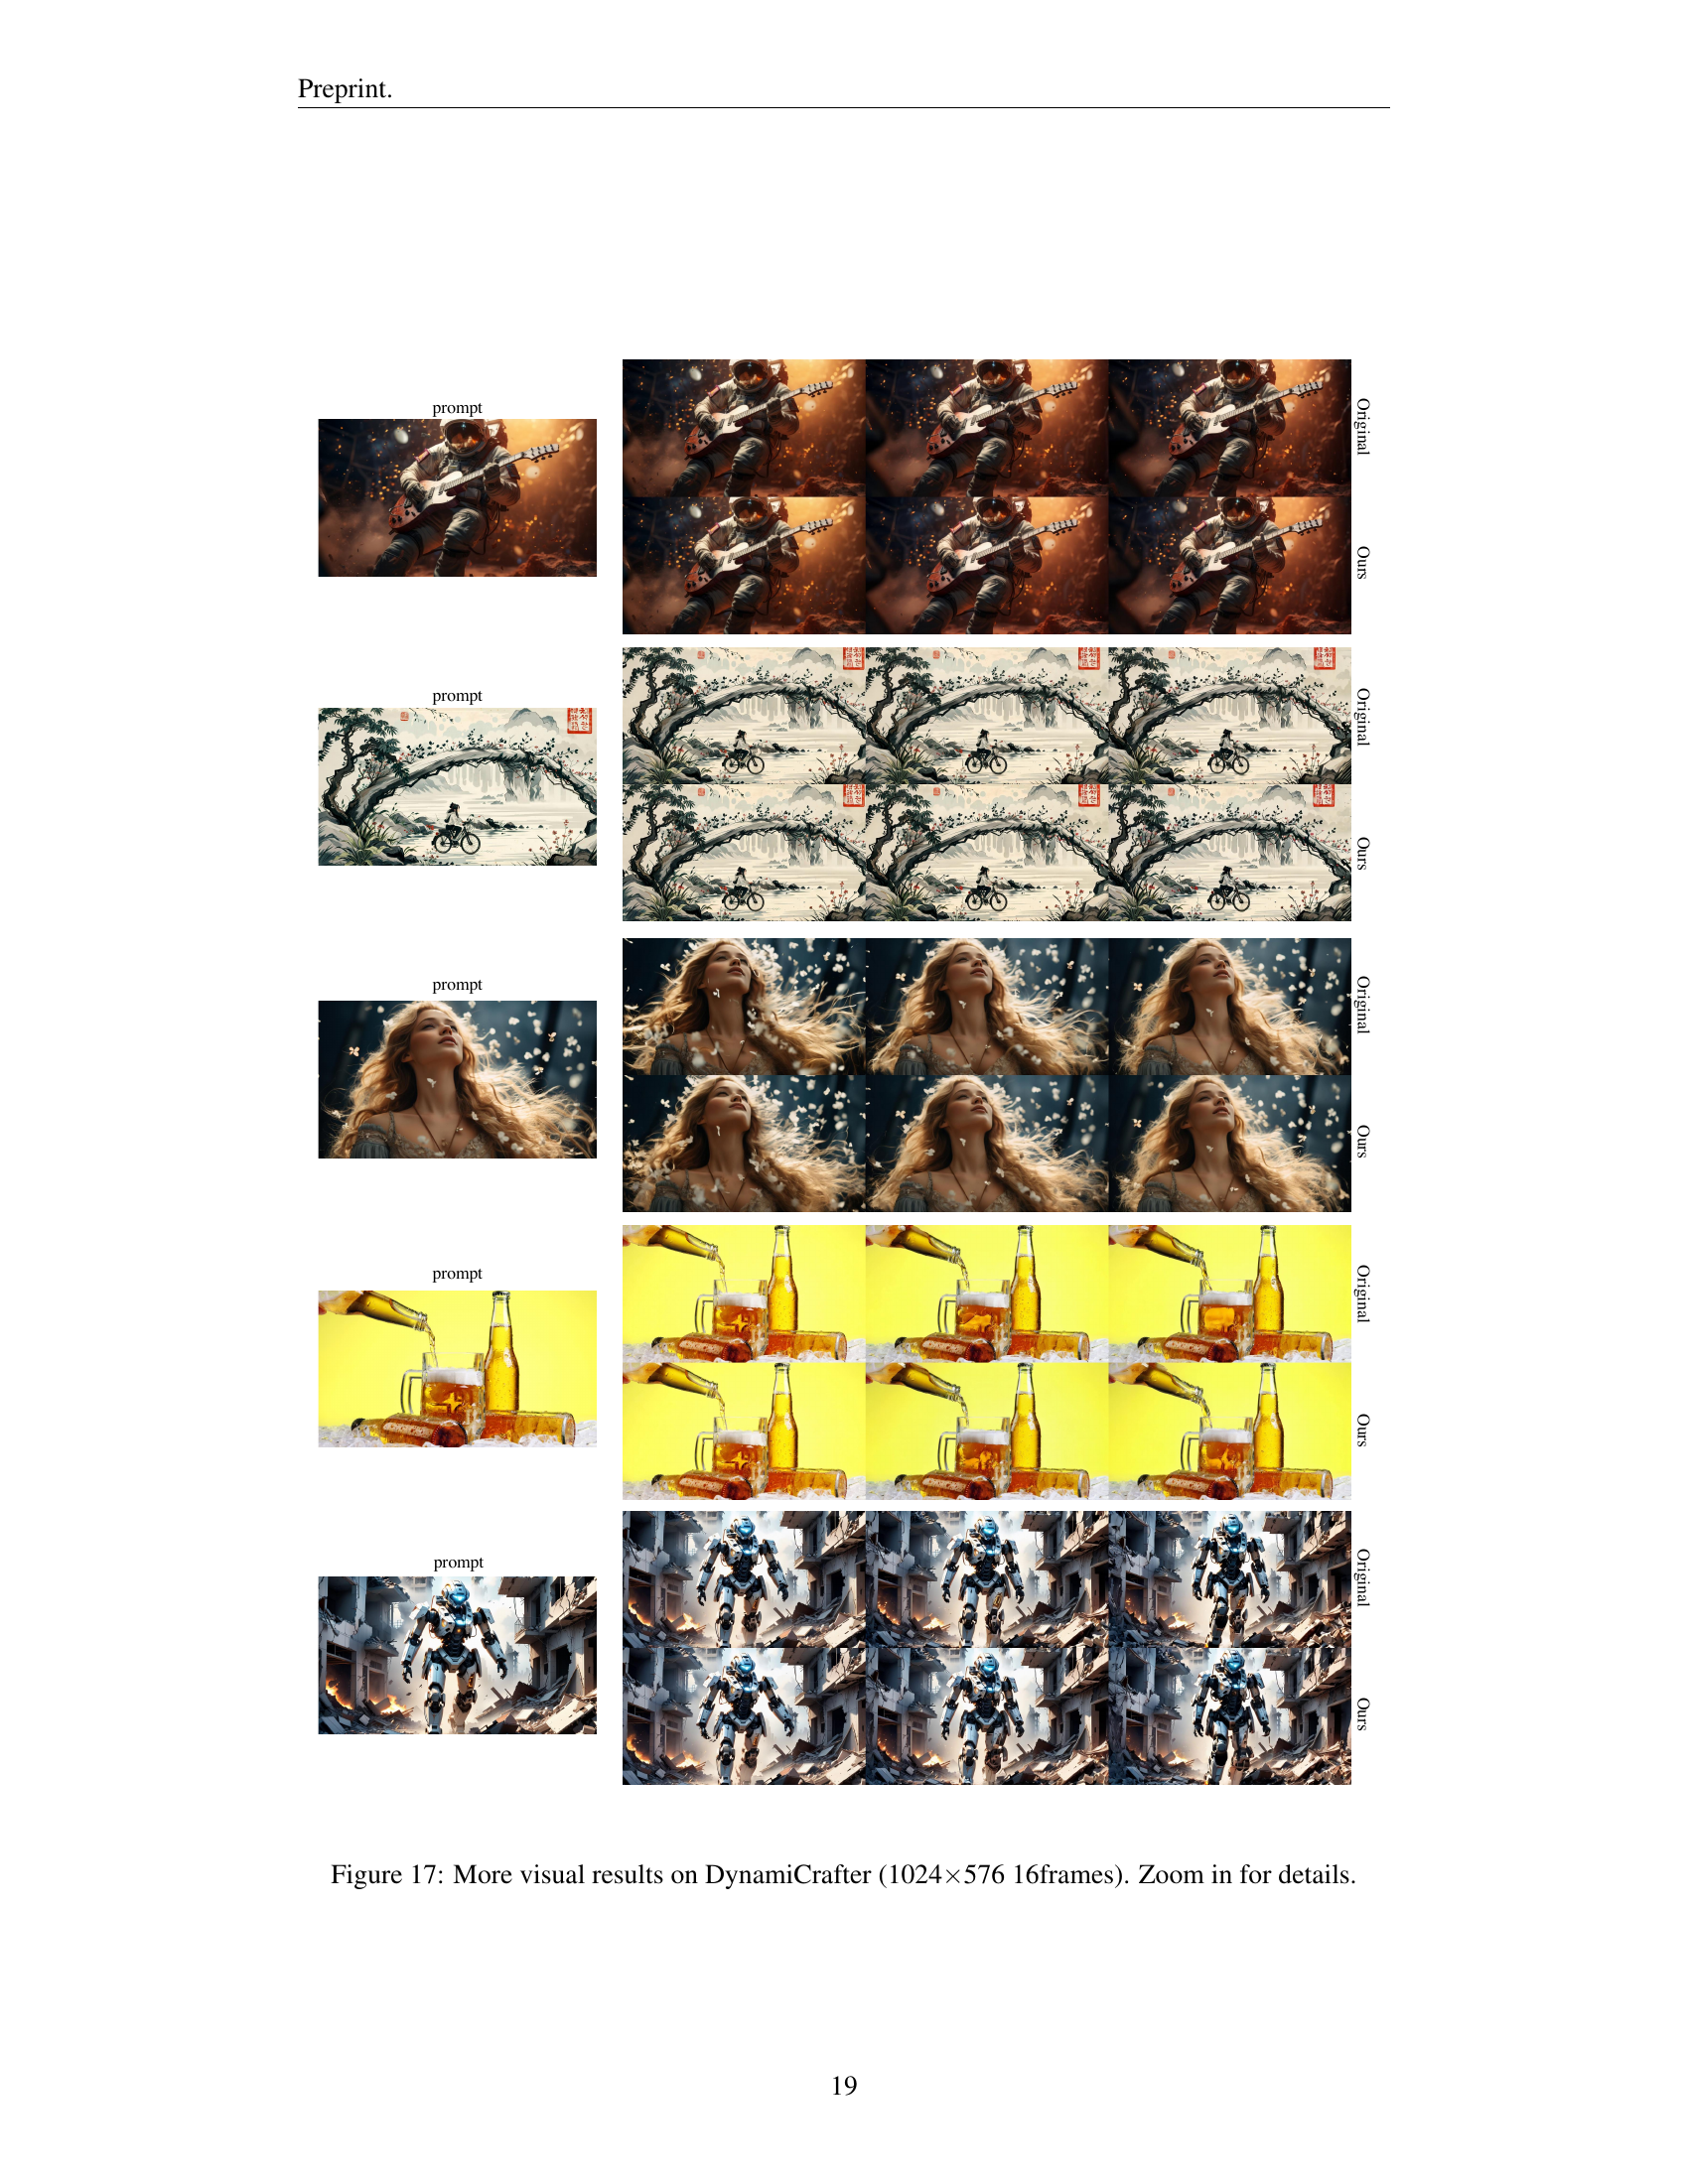 Preprint.
prompt
Original
Ours
prompt
Original
Ours
prompt
Original
Ours
prompt
Original
Ours
prompt
Original
Ours
Figure 17: More visual results on DynamiCrafter (1024×576 16frames). Zoom in for details.
19